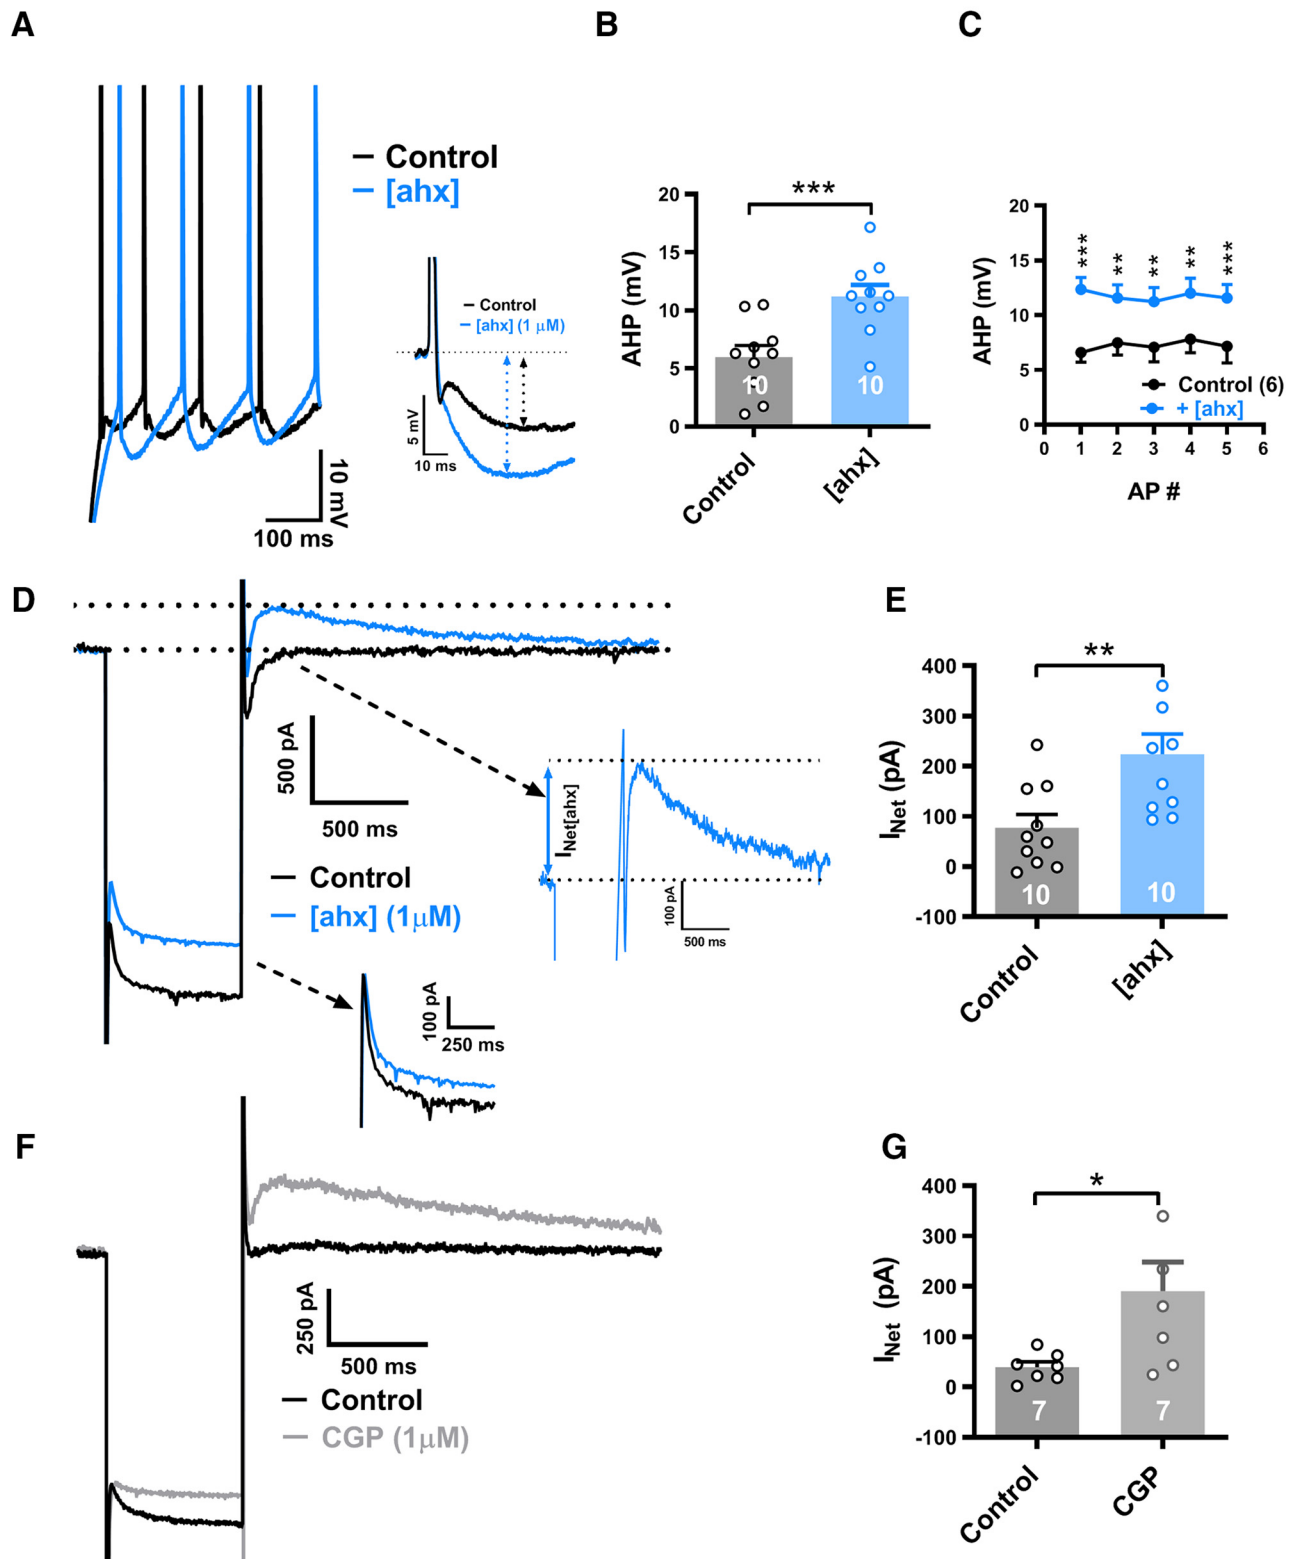 A
Control
[ahx]
Control
[ahx] (1 μM)
5 mV
10 ms
10 mV
100 ms
B
***
20
15
10
5
0
AHP (mV)
10
10
Control
[ahx]
C
20
15
10
5
0
AHP (mV)
***
**
**
**
***
Control (6)
+ [ahx]
0 1 2 3 4 5 6
AP #
D
500 pA
500 ms
Control
[ahx] (1μM)
INet[ahx]
100 pA
500 ms
100 pA
250 ms
E
**
400
300
200
100
0
-100
INet (pA)
10
10
Control
[ahx]
F
250 pA
500 ms
Control
CGP (1μM)
G
*
400
300
200
100
0
-100
INet (pA)
7
7
Control
CGP